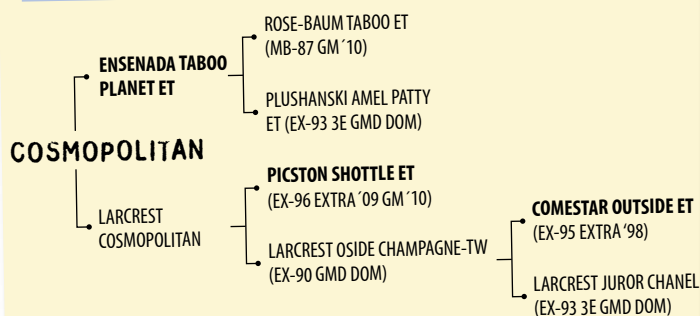 ROSE-BAUM TABOO ET
(MB-87 GM ´10)
ENSENADA TABOO
PLANET ET
PLUSHANSKI AMEL PATTY
ET (EX-93 3E GMD DOM)
COSMOPOLITAN
PICSTON SHOTTLE ET
(EX-96 EXTRA ´09 GM ´10)
LARCREST
COSMOPOLITAN
LARCREST OSIDE CHAMPAGNE-TW
(EX-90 GMD DOM)
COMESTAR OUTSIDE ET
(EX-95 EXTRA ‘98)
LARCREST JUROR CHANEL
(EX-93 3E GMD DOM)